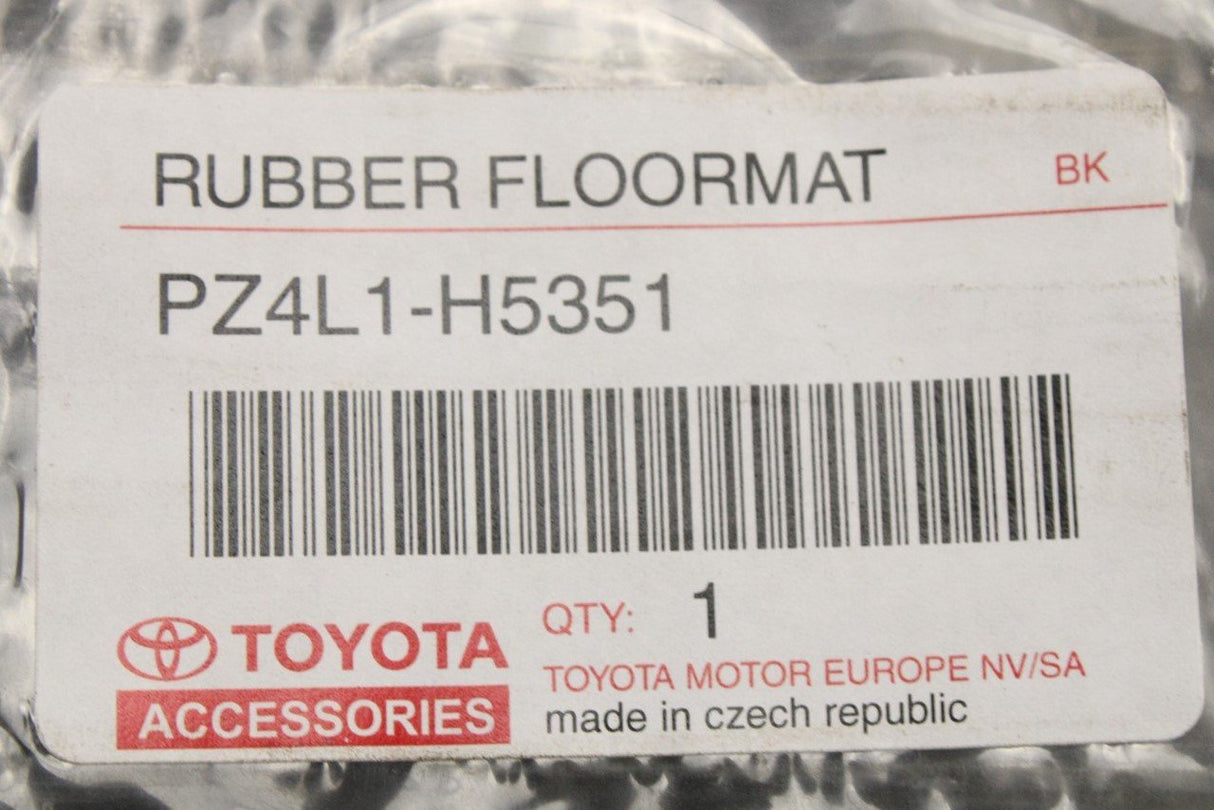 RUBBER FLOORMAT BK
PZ4L1-H5351
TOYOTA
ACCESSORIES
QTY: 1
TOYOTA MOTOR EUROPE NV/SA
made in czech republic